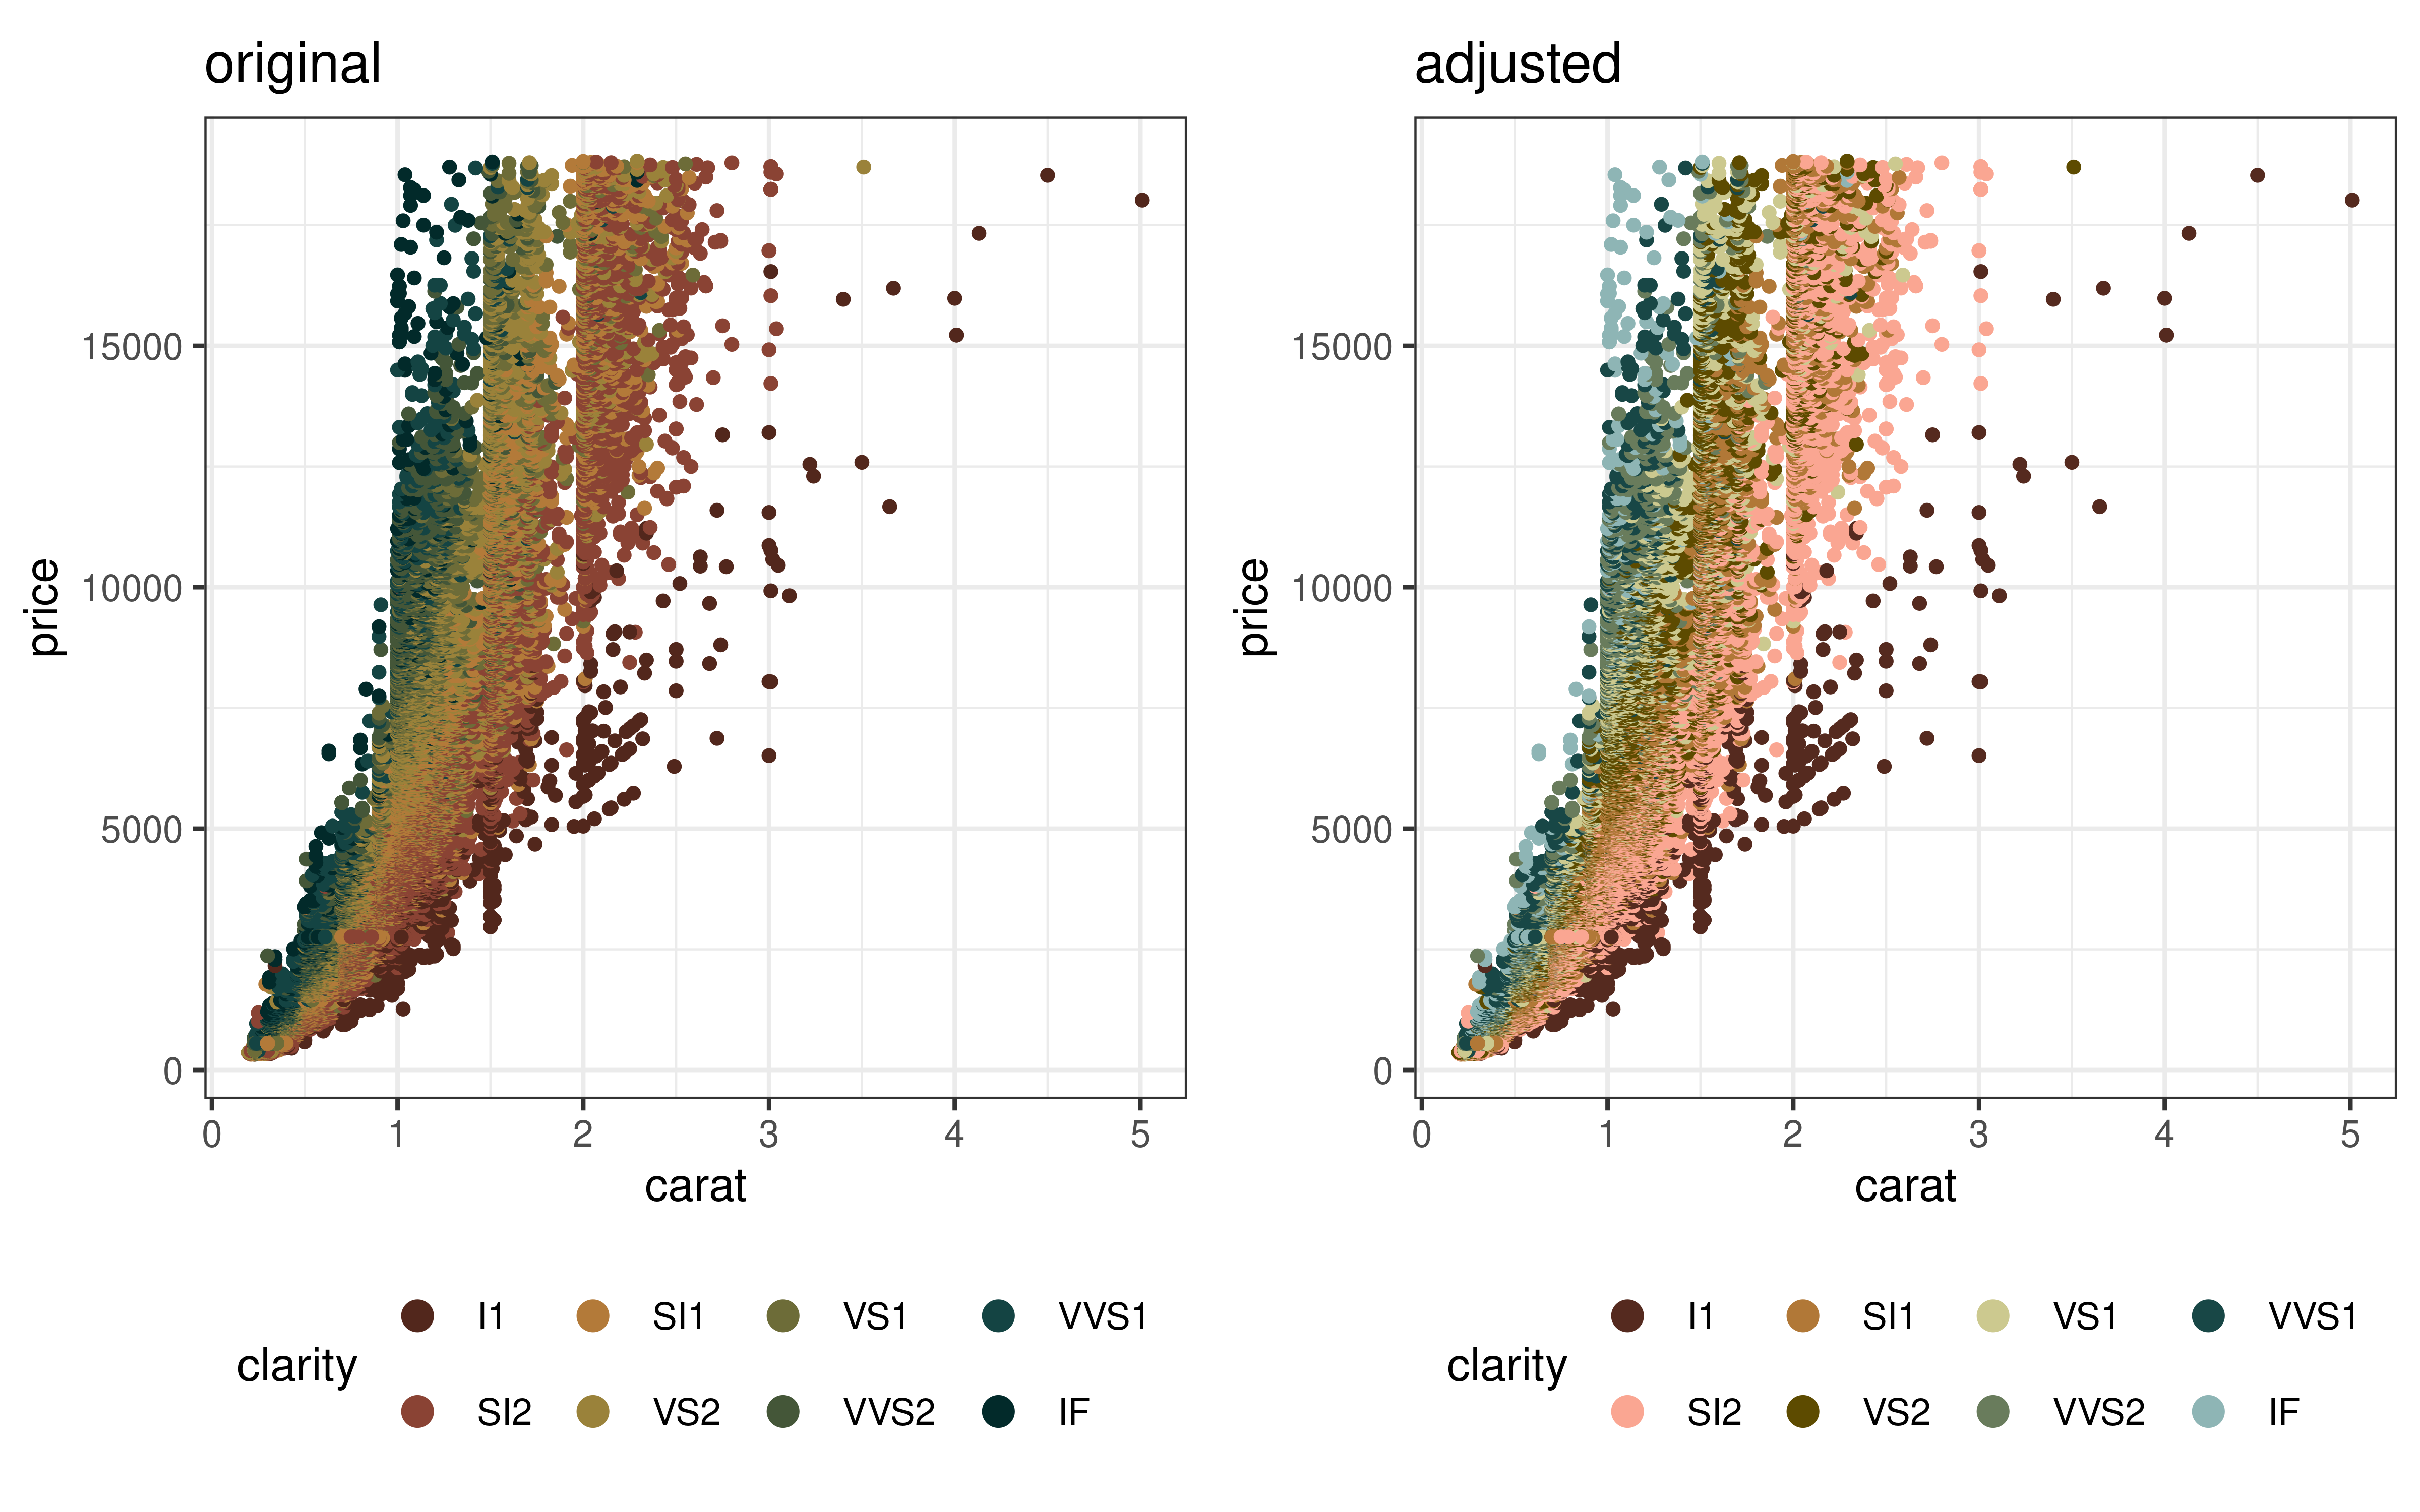 original
price
15000
10000
5000
0
0 1 2 3 4 5
carat
clarity
I1 SI1 VS1 VVS1
SI2 VS2 VVS2 IF
adjusted
price
15000
10000
5000
0
0 1 2 3 4 5
carat
clarity
I1 SI1 VS1 VVS1
SI2 VS2 VVS2 IF